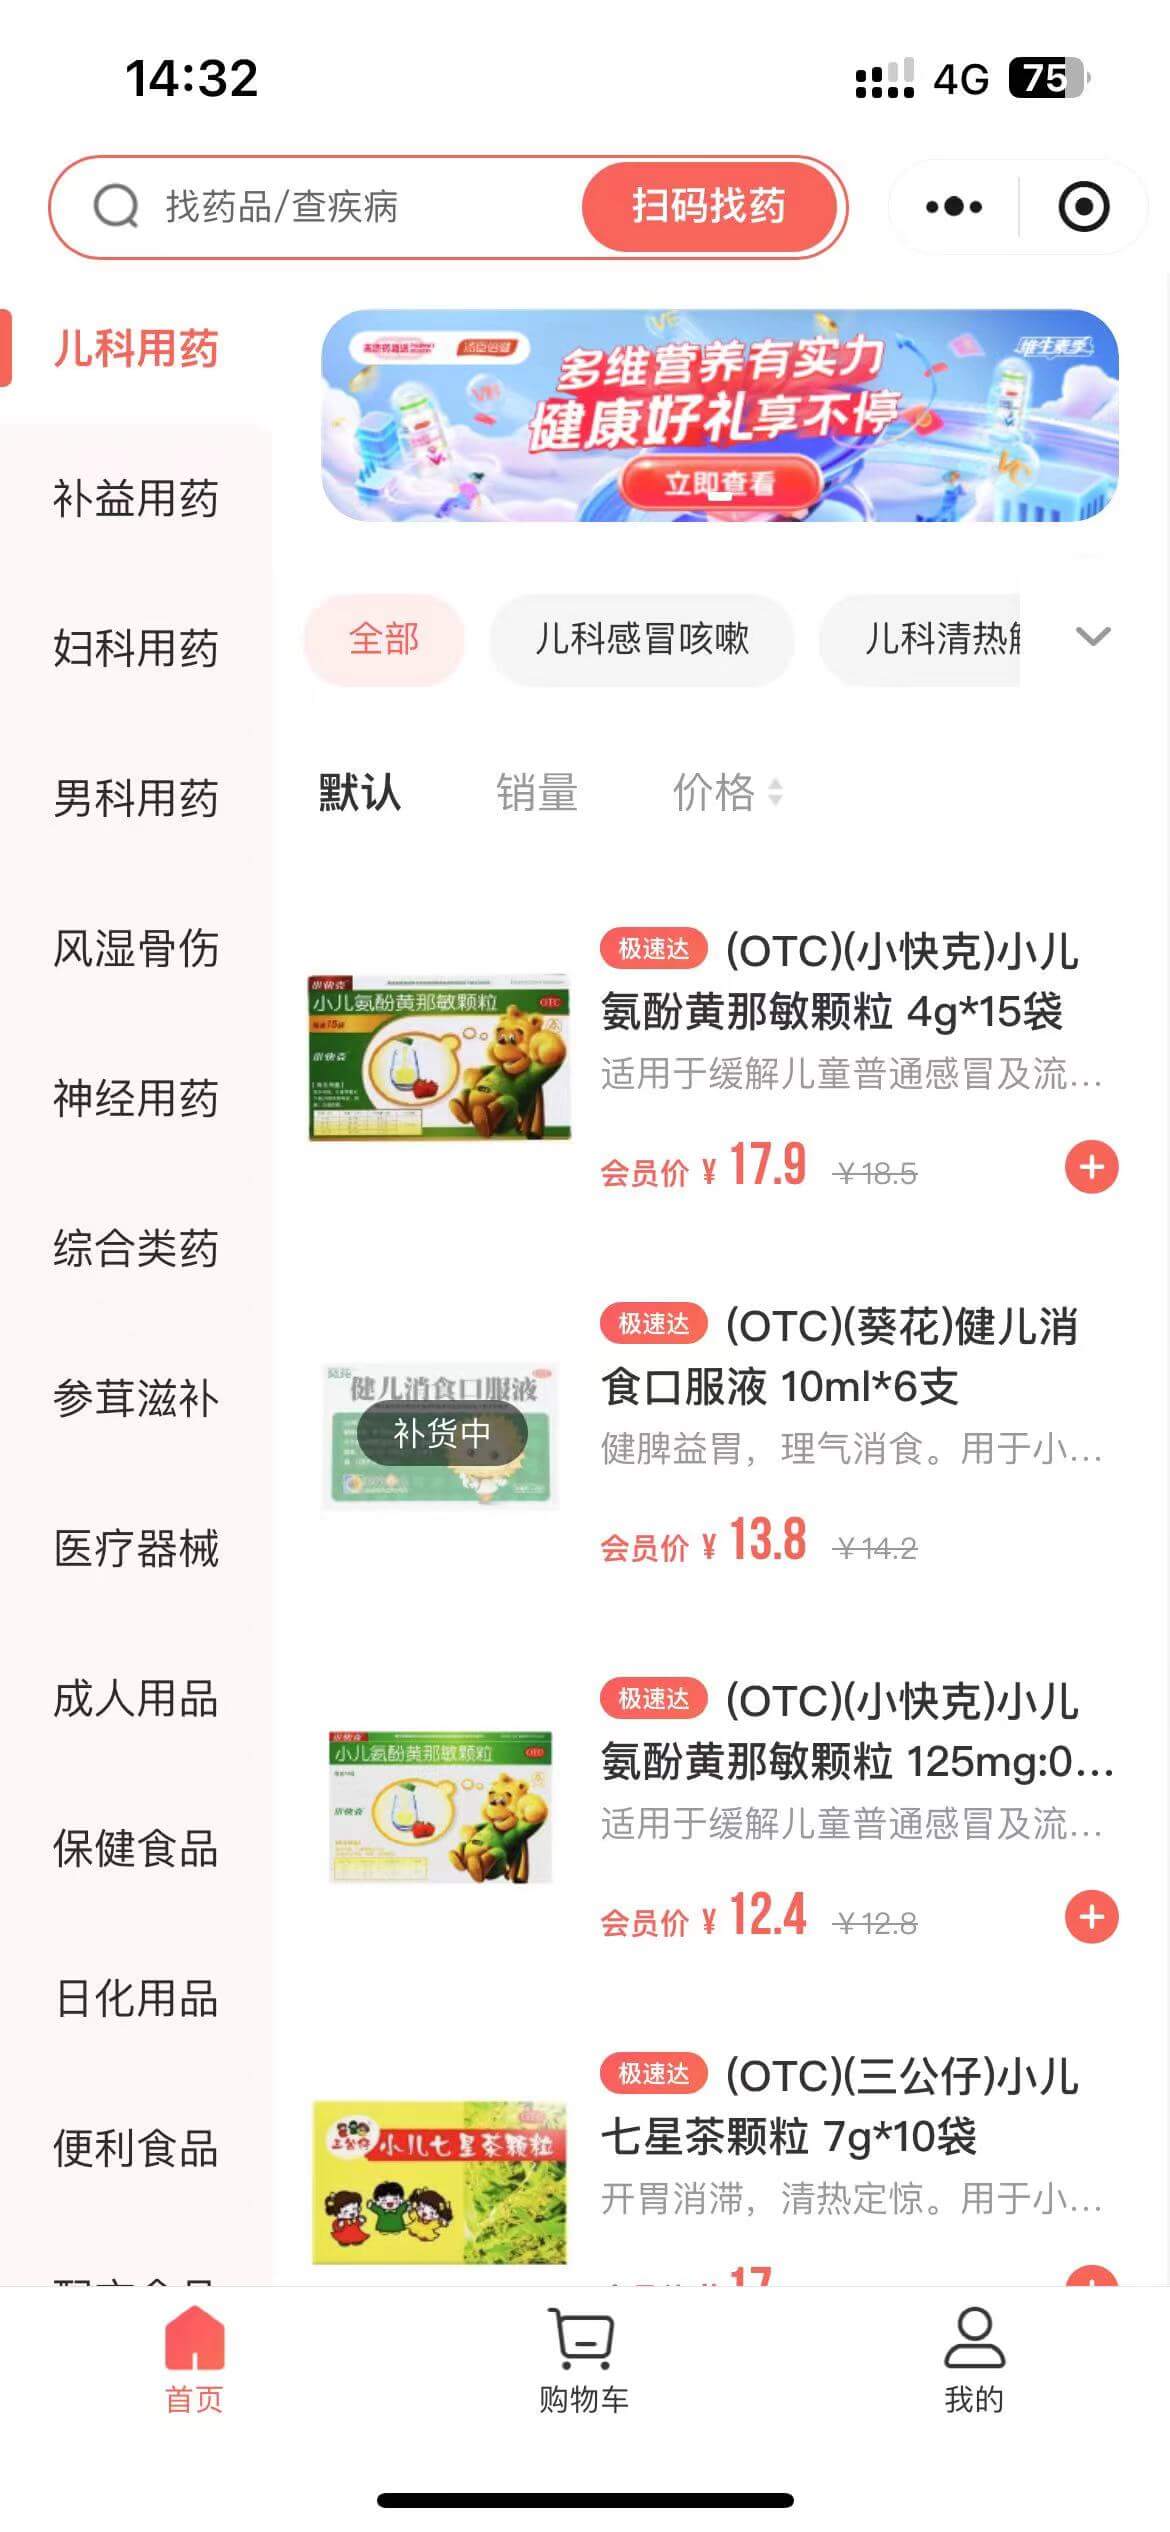 14:32
4G 75
找药品/查疾病
扫码找药
儿科用药
补益用药
妇科用药
男科用药
风湿骨伤
神经用药
综合类药
参茸滋补
医疗器械
成人用品
保健食品
日化用品
便利食品
汤臣倍健
维生素季
多维营养有实力
健康好礼享不停
立即查看
全部
儿科感冒咳嗽
儿科清热
默认
销量
价格
小儿氨酚黄那敏颗粒
OTC
极速达 (OTC)(小快克)小儿
氨酚黄那敏颗粒 4g*15袋
适用于缓解儿童普通感冒及流...
会员价 ¥ 17.9 ¥18.5
健儿消食口服液
补货中
极速达 (OTC)(葵花)健儿消
食口服液 10ml*6支
健脾益胃，理气消食。用于小...
会员价 ¥ 13.8 ¥14.2
小儿氨酚黄那敏颗粒
OTC
极速达 (OTC)(小快克)小儿
氨酚黄那敏颗粒 125mg:0...
适用于缓解儿童普通感冒及流...
会员价 ¥ 12.4 ¥12.8
三公仔
小儿七星茶颗粒
极速达 (OTC)(三公仔)小儿
七星茶颗粒 7g*10袋
开胃消滞，清热定惊。用于小...
17
首页
购物车
我的